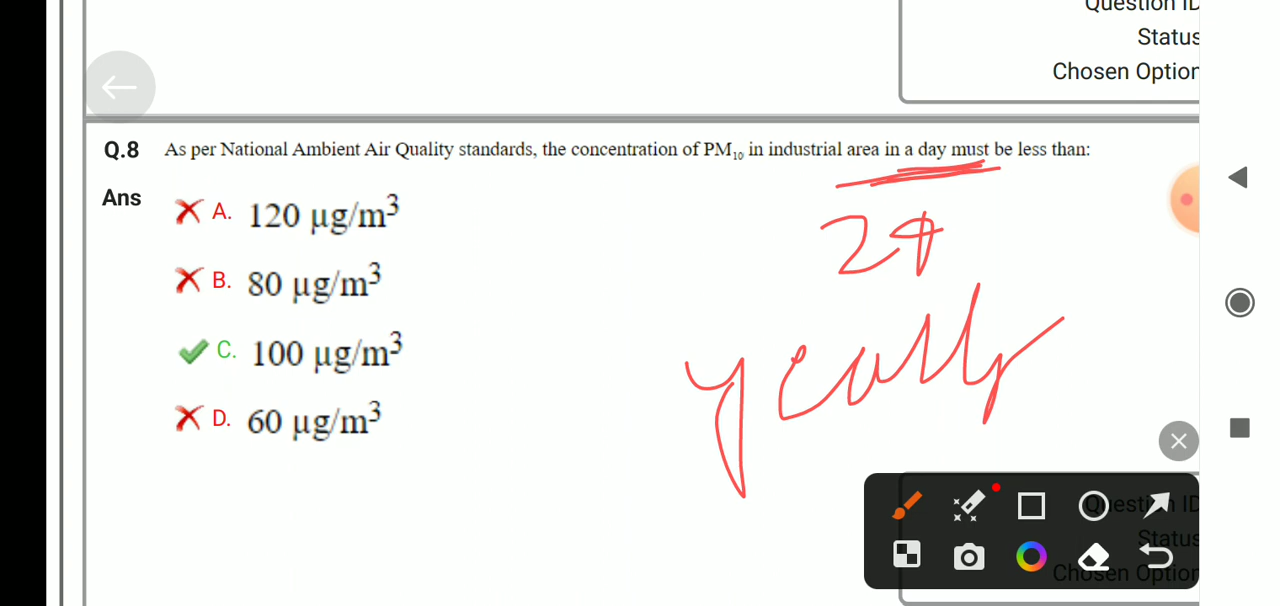 Question ID
Status
Chosen Option
Q.8 As per National Ambient Air Quality standards, the concentration of PM₁₀ in industrial area in a day must be less than:
Ans
A. 120 µg/m³
B. 80 µg/m³
C. 100 µg/m³
D. 60 µg/m³
24
yearly
Question ID
Status
Chosen Option